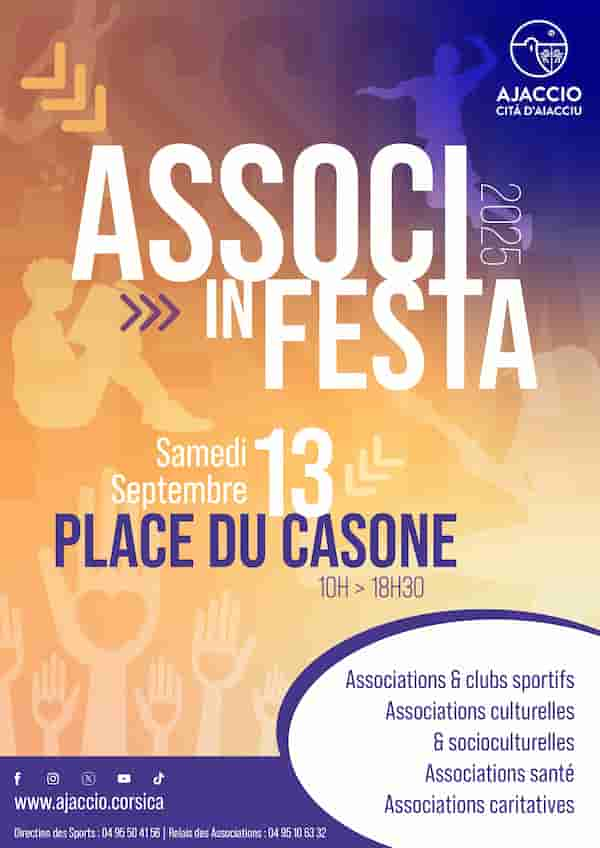 AJACCIO
CITÀ D'AIACCIU
ASSOCI
2025
IN FESTA
Samedi
Septembre 13
PLACE DU CASONE
10H > 18H30
Associations & clubs sportifs
Associations culturelles
& socioculturelles
Associations santé
Associations caritatives
www.ajaccio.corsica
Direction des Sports : 04 95 50 41 56 | Relais des Associations : 04 95 10 63 32